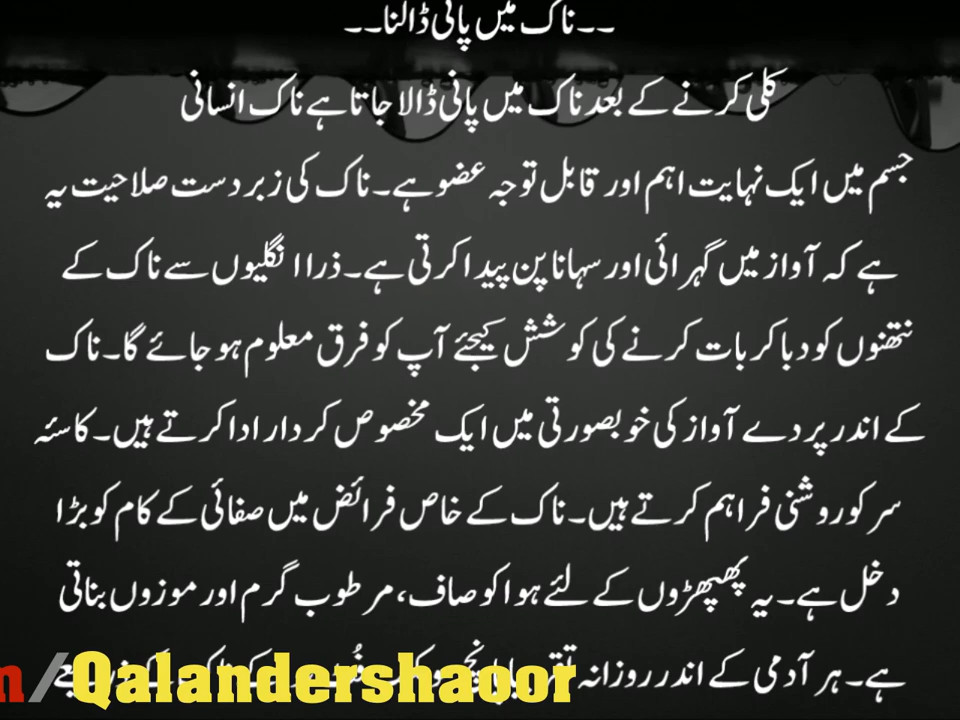 ۔۔ناک میں پانی ڈالنا۔۔
کلی کرنے کے بعد ناک میں پانی ڈالا جاتا ہے ناک انسانی
جسم میں ایک نہایت اہم اور قابل توجہ عضو ہے۔ناک کی زبردست صلاحیت یہ
ہے کہ آواز میں گہرائی اور سہانا پن پیدا کرتی ہے۔ذرا انگلیوں سے ناک کے
نتھنوں کو دبا کر بات کرنے کی کوشش کیجئے آپ کو فرق معلوم ہو جائے گا۔ناک
کے اندر پردے آواز کی خوبصورتی میں ایک مخصوص کردار ادا کرتے ہیں۔کاسئہ
سر کو روشنی فراہم کرتے ہیں۔ناک کے خاص فرائض میں صفائی کے کام کو بڑا
دخل ہے۔یہ پھیپھڑوں کے لئے ہوا کو صاف،مرطوب گرم اور موزوں بناتی
ہے۔ہر آدمی کے اندر روزانہ
n/Qalandershaoor